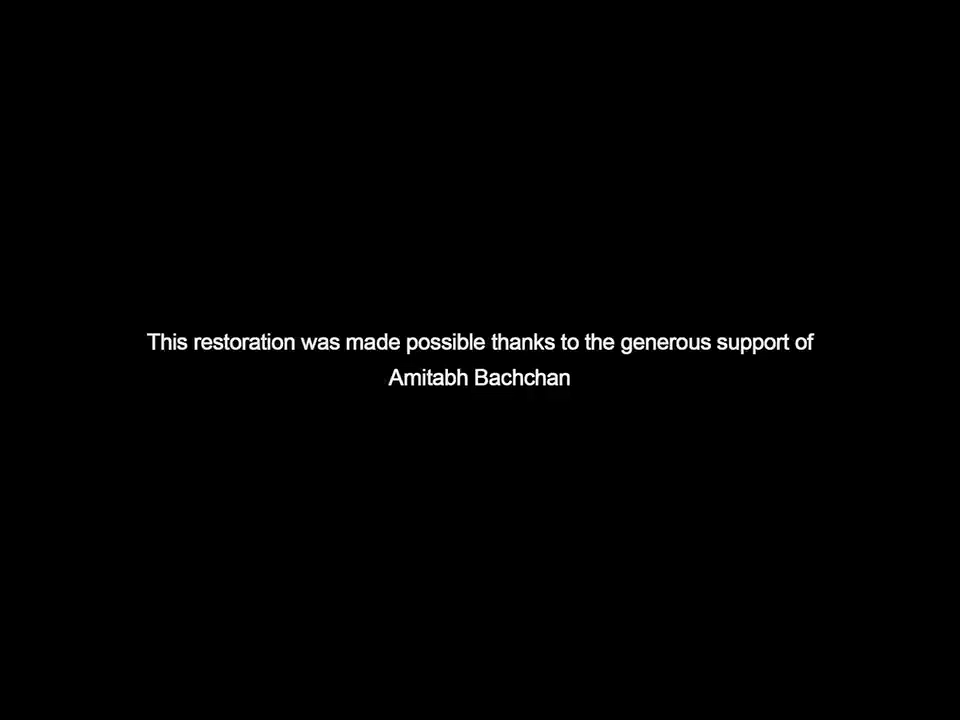 This restoration was made possible thanks to the generous support of
Amitabh Bachchan